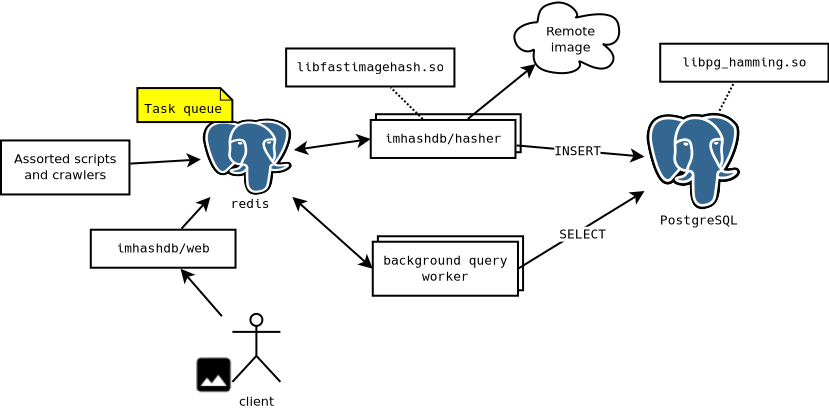 Remote
image
libpg_hamming.so
libfastimagehash.so
Task queue
imhashdb/hasher
INSERT
Assorted scripts
and crawlers
redis
PostgreSQL
SELECT
imhashdb/web
background query
worker
client